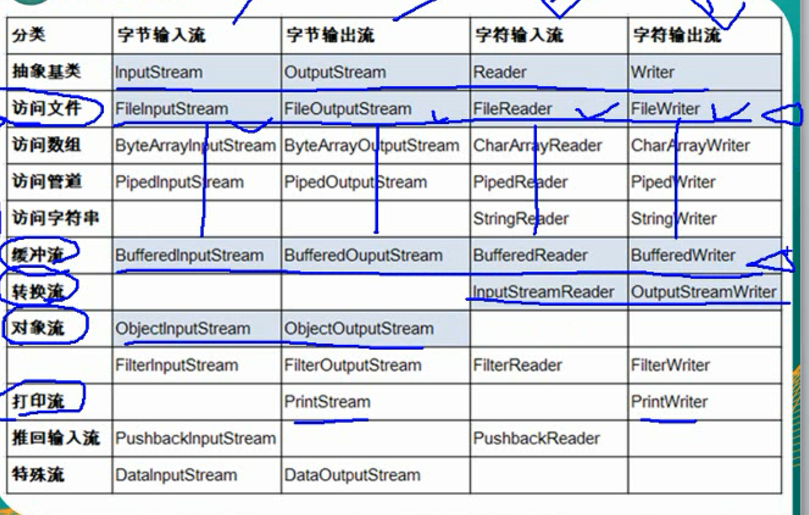 分类 字节输入流 字节输出流 字符输入流 字符输出流
抽象基类 InputStream OutputStream Reader Writer
访问文件 FileInputStream FileOutputStream FileReader FileWriter
访问数组 ByteArrayInputStream ByteArrayOutputStream CharArrayReader CharArrayWriter
访问管道 PipedInputStream PipedOutputStream PipedReader PipedWriter
访问字符串 StringReader StringWriter
缓冲流 BufferedInputStream BufferedOuputStream BufferedReader BufferedWriter
转换流 InputStreamReader OutputStreamWriter
对象流 ObjectInputStream ObjectOutputStream
FilterInputStream FilterOutputStream FilterReader FilterWriter
打印流 PrintStream PrintWriter
推回输入流 PushbackInputStream PushbackReader
特殊流 DataInputStream DataOutputStream